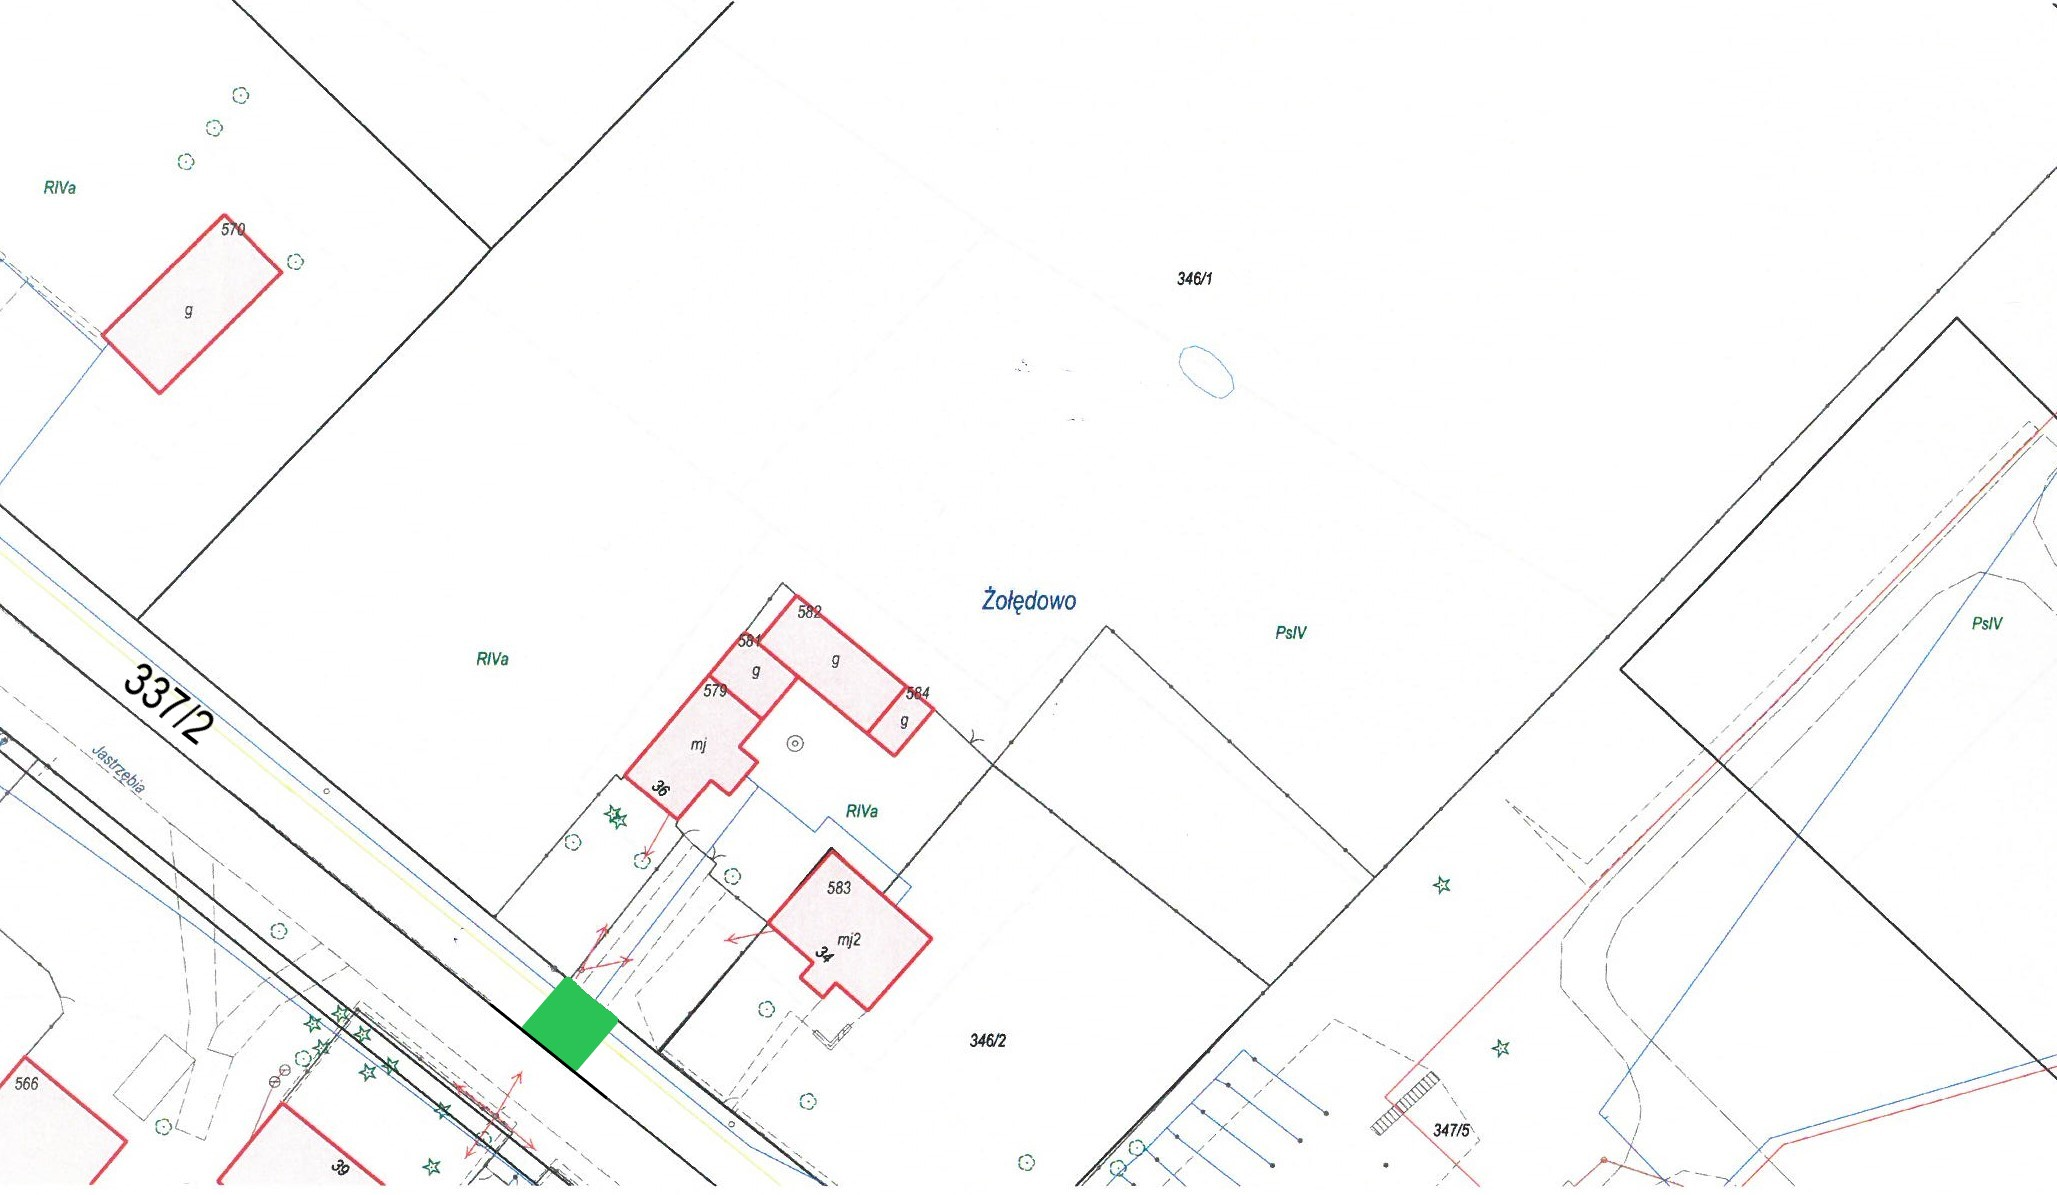 RIVa
570
g
346/1
Żołędowo
582
581
g
g
PsIV
PsIV
RIVa
579
584
g
337/2
mj
Jastrzębia
36
RIVa
583
mj2
34
346/2
566
39
347/5